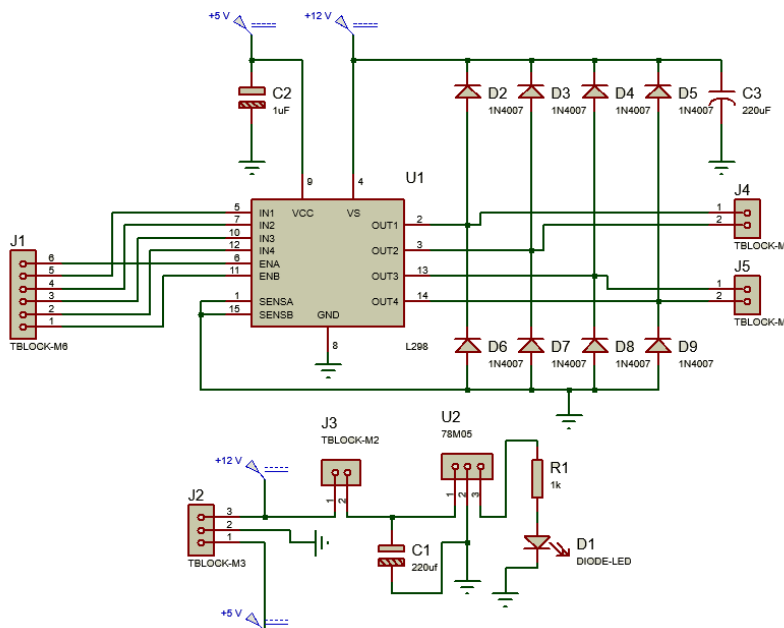 +5 V
+12 V
C2
1uF
D2
1N4007
D3
1N4007
D4
1N4007
D5
1N4007
C3
220uF
9
4
U1
VCC
VS
5
7
10
12
6
11
1
15
IN1
IN2
IN3
IN4
ENA
ENB
SENSA
SENSB
GND
8
OUT1
OUT2
OUT3
OUT4
2
3
13
14
L298
J1
6
5
4
3
2
1
TBLOCK-M6
J4
1
2
TBLOCK-M
J5
1
2
TBLOCK-M
D6
1N4007
D7
1N4007
D8
1N4007
D9
1N4007
J3
TBLOCK-M2
1
2
U2
78M05
1
2
3
R1
1k
+12 V
J2
3
2
1
TBLOCK-M3
C1
220uf
D1
DIODE-LED
+5 V